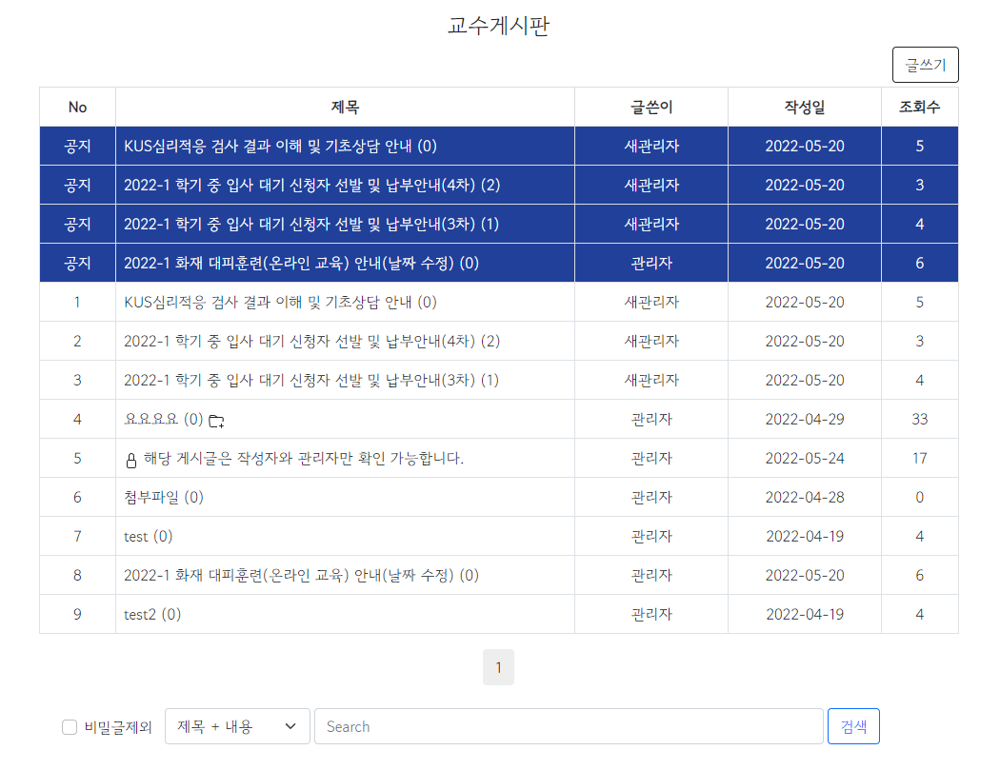 교수게시판
글쓰기
No 제목 글쓴이 작성일 조회수
공지 KUS심리적응 검사 결과 이해 및 기초상담 안내 (0) 새관리자 2022-05-20 5
공지 2022-1 학기 중 입사 대기 신청자 선발 및 납부안내(4차) (2) 새관리자 2022-05-20 3
공지 2022-1 학기 중 입사 대기 신청자 선발 및 납부안내(3차) (1) 새관리자 2022-05-20 4
공지 2022-1 화재 대피훈련(온라인 교육) 안내(날짜 수정) (0) 관리자 2022-05-20 6
1 KUS심리적응 검사 결과 이해 및 기초상담 안내 (0) 새관리자 2022-05-20 5
2 2022-1 학기 중 입사 대기 신청자 선발 및 납부안내(4차) (2) 새관리자 2022-05-20 3
3 2022-1 학기 중 입사 대기 신청자 선발 및 납부안내(3차) (1) 새관리자 2022-05-20 4
4 요요요요 (0) 관리자 2022-04-29 33
5 해당 게시글은 작성자와 관리자만 확인 가능합니다. 관리자 2022-05-24 17
6 첨부파일 (0) 관리자 2022-04-28 0
7 test (0) 관리자 2022-04-19 4
8 2022-1 화재 대피훈련(온라인 교육) 안내(날짜 수정) (0) 관리자 2022-05-20 6
9 test2 (0) 관리자 2022-04-19 4
1
비밀글제외 제목 + 내용 Search 검색